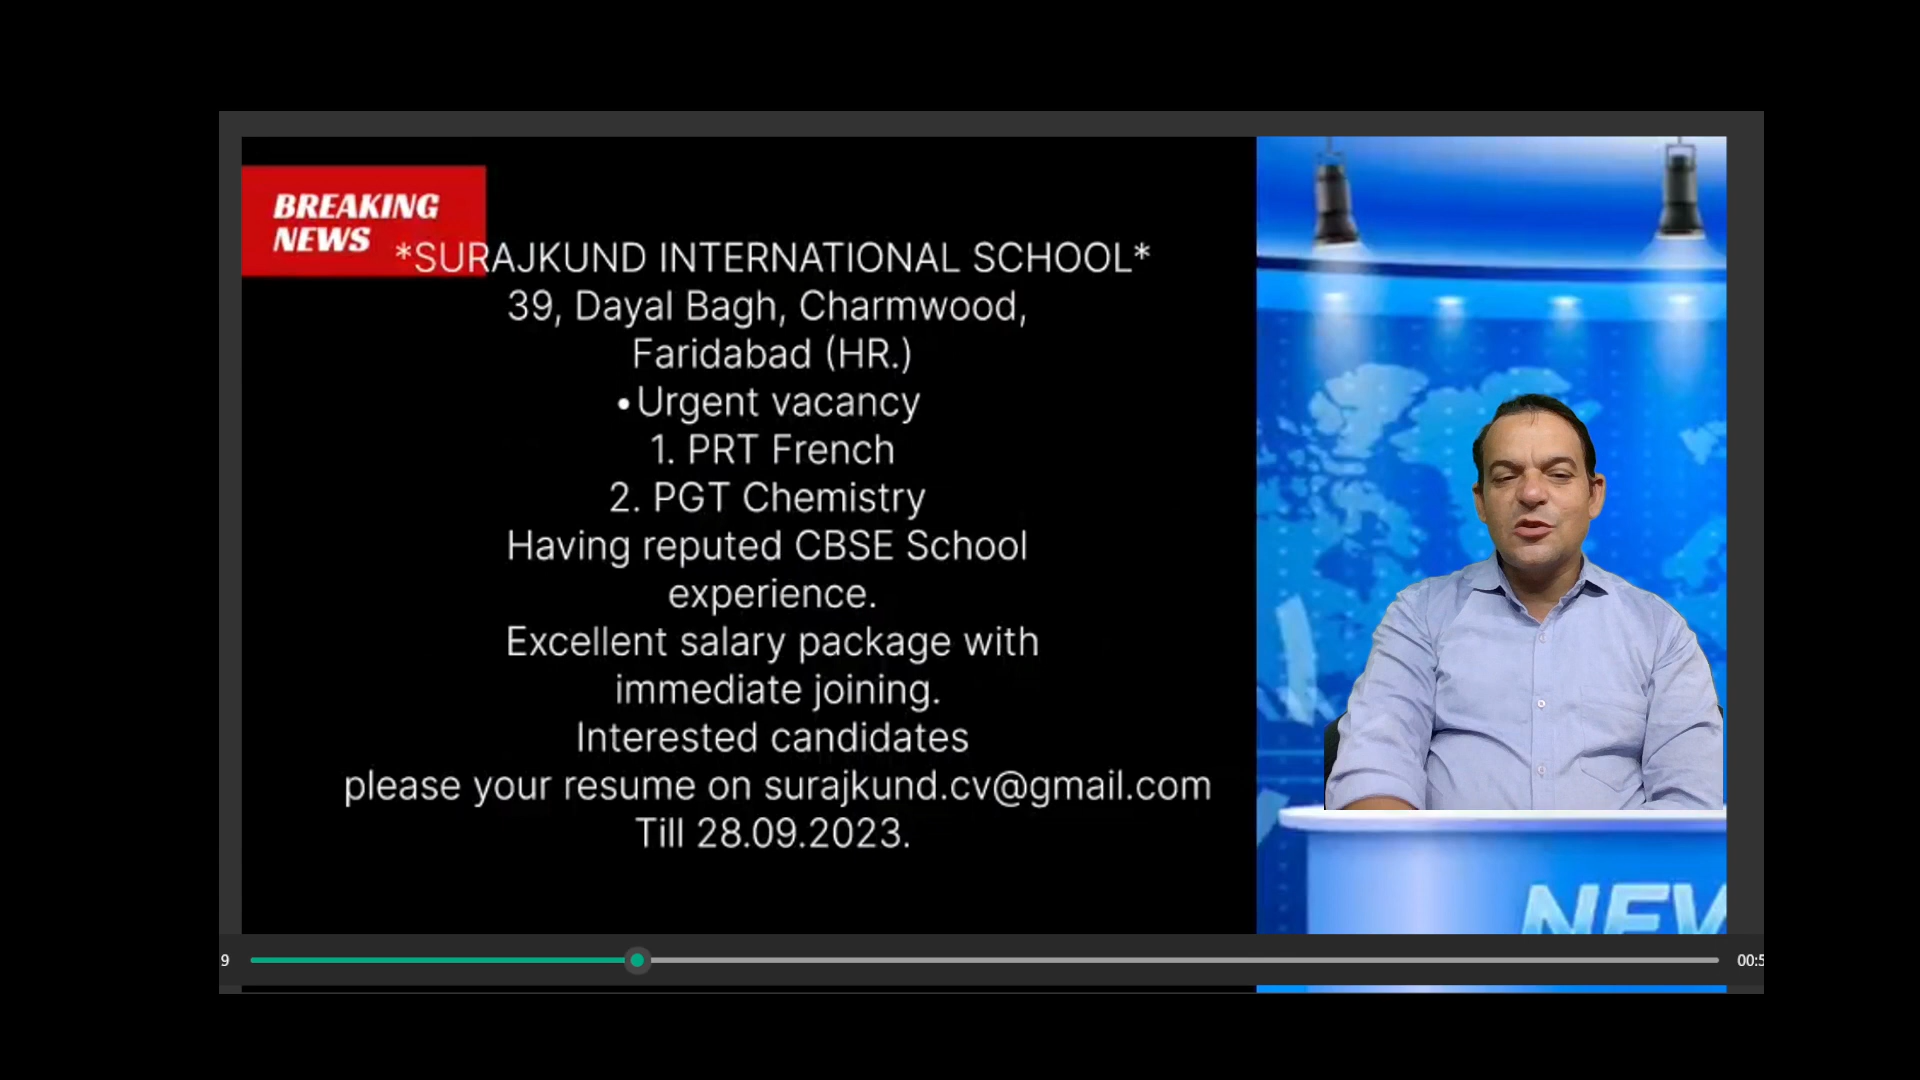 BREAKING
NEWS
*SURAJKUND INTERNATIONAL SCHOOL*
39, Dayal Bagh, Charmwood,
Faridabad (HR.)
•Urgent vacancy
1. PRT French
2. PGT Chemistry
Having reputed CBSE School
experience.
Excellent salary package with
immediate joining.
Interested candidates
please your resume on surajkund.cv@gmail.com
Till 28.09.2023.
9
00:5